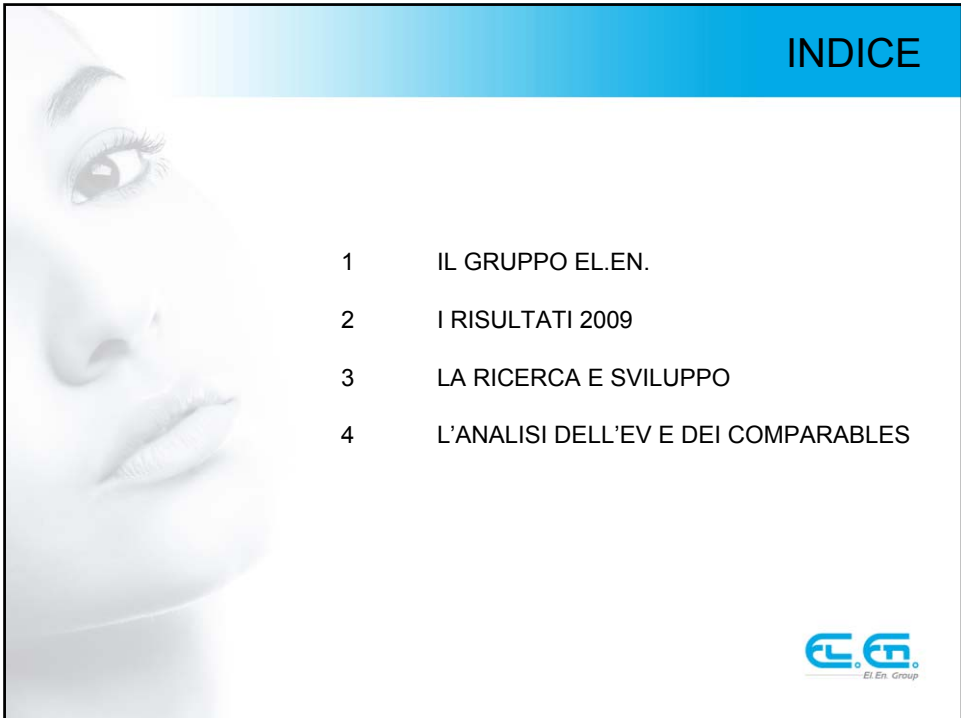 INDICE
1 IL GRUPPO EL.EN.
2 I RISULTATI 2009
3 LA RICERCA E SVILUPPO
4 L’ANALISI DELL’EV E DEI COMPARABLES
EL.En.
El.En. Group